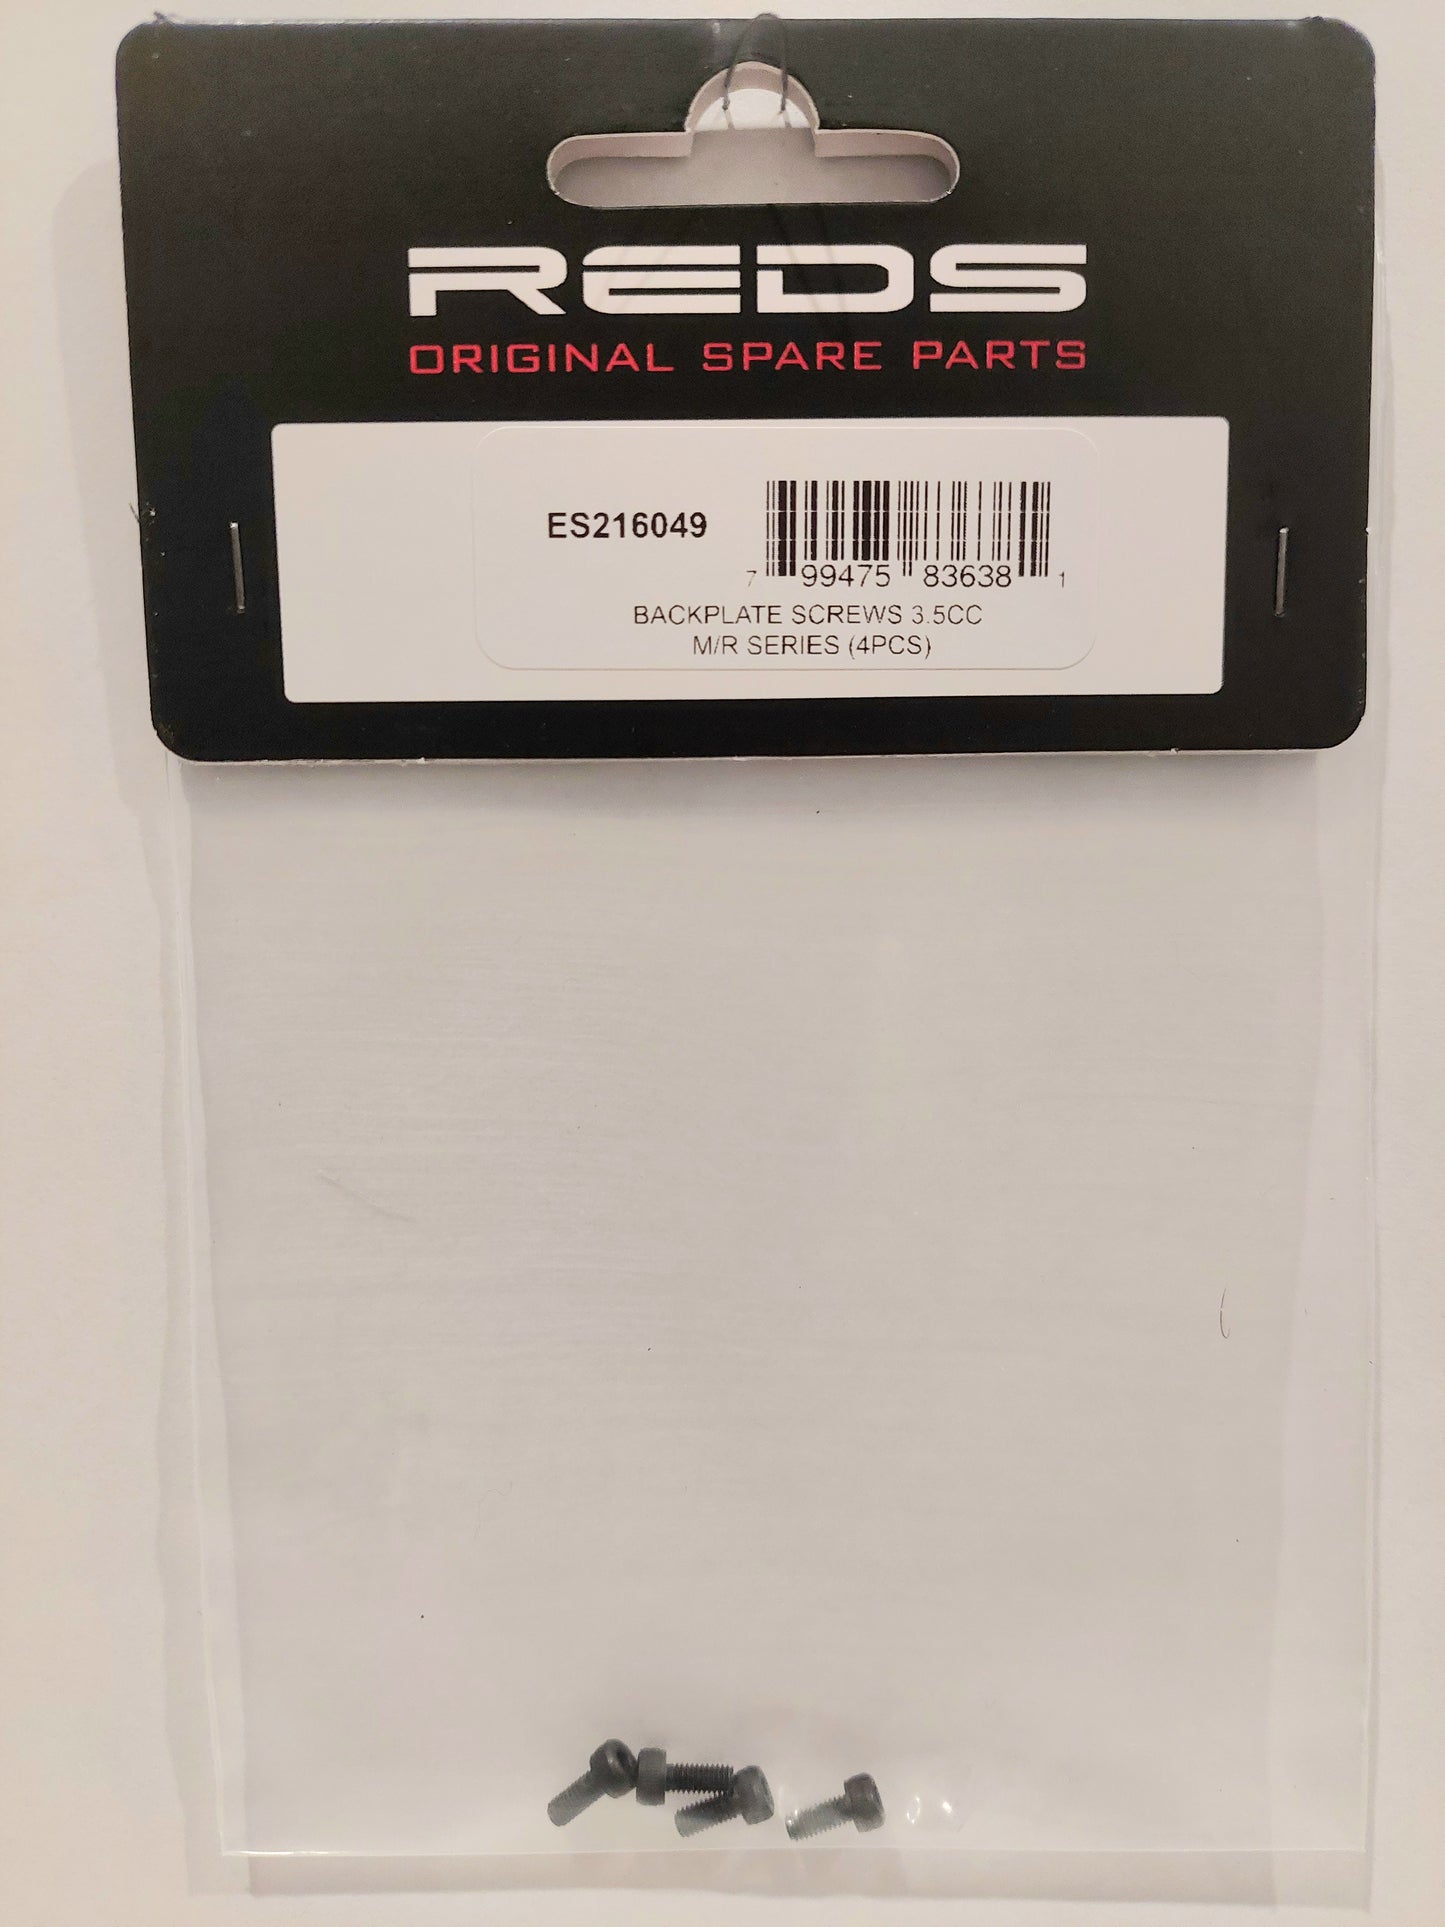 REDS
ORIGINAL SPARE PARTS
ES216049
7 99475 83638 1
BACKPLATE SCREWS 3.5CC
M/R SERIES (4PCS)